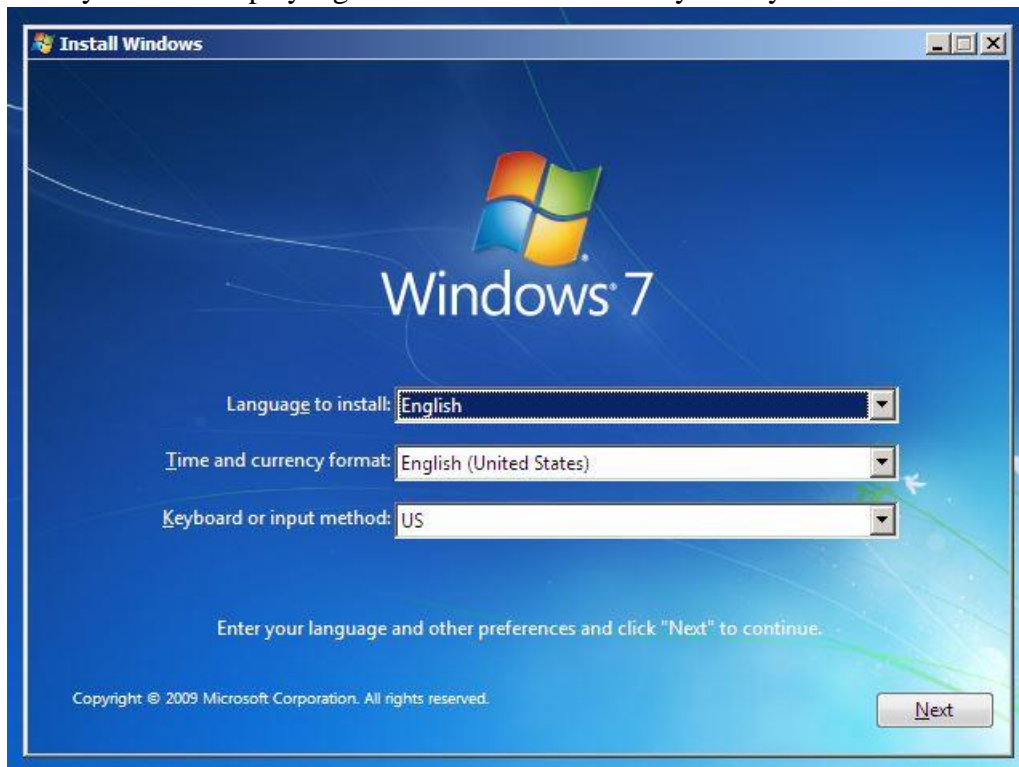 Install Windows
Windows 7
Language to install: English
Time and currency format: English (United States)
Keyboard or input method: US
Enter your language and other preferences and click "Next" to continue.
Copyright © 2009 Microsoft Corporation. All rights reserved.
Next